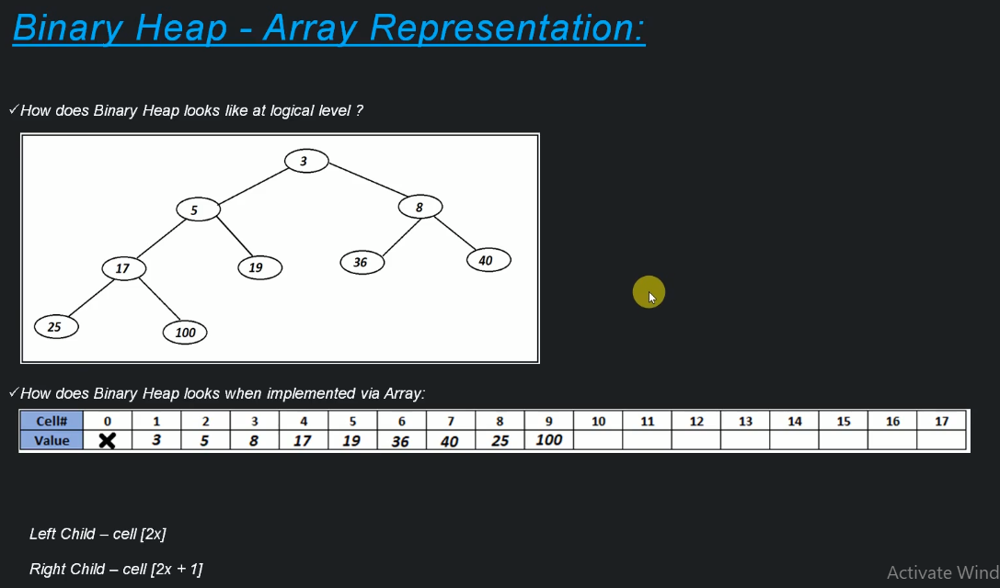 Binary Heap - Array Representation:
✓How does Binary Heap looks like at logical level ?
3
5 8
17 19 36 40
25 100
✓How does Binary Heap looks when implemented via Array:
Cell# 0 1 2 3 4 5 6 7 8 9 10 11 12 13 14 15 16 17
Value ✕ 3 5 8 17 19 36 40 25 100
Left Child – cell [2x]
Right Child – cell [2x + 1]
Activate Wind